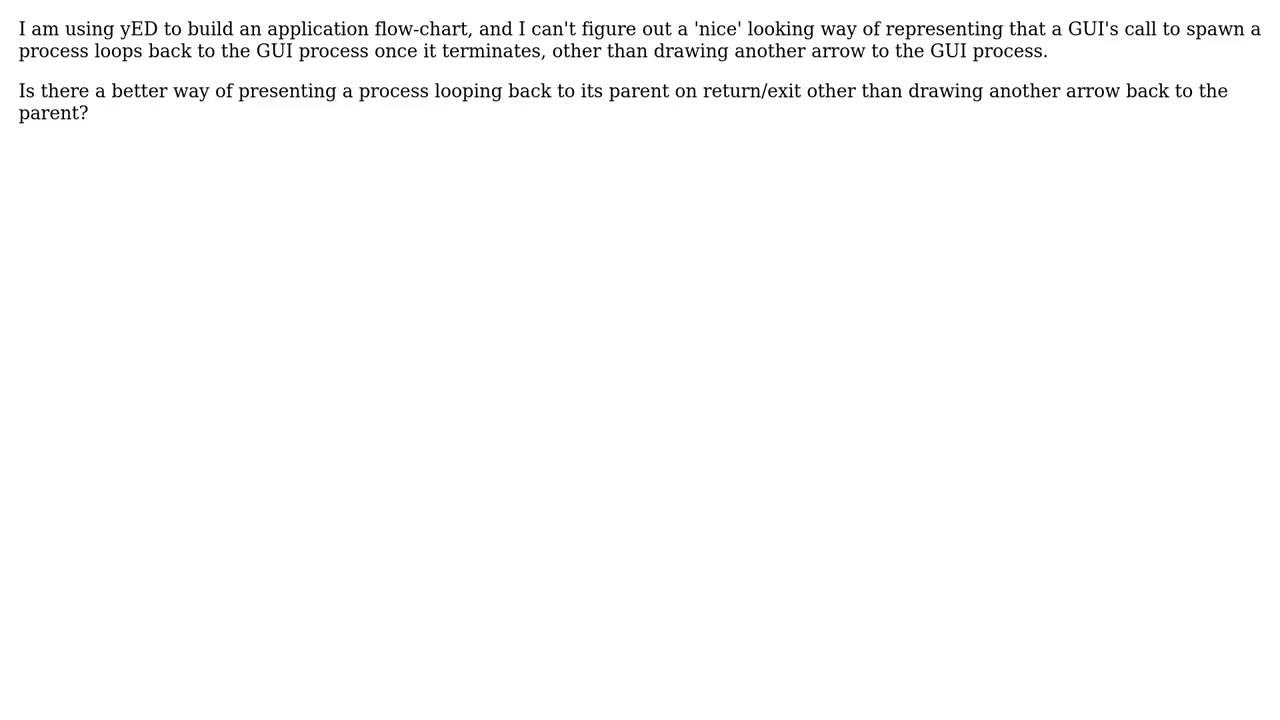 I am using yED to build an application flow-chart, and I can't figure out a 'nice' looking way of representing that a GUI's call to spawn a
process loops back to the GUI process once it terminates, other than drawing another arrow to the GUI process.
Is there a better way of presenting a process looping back to its parent on return/exit other than drawing another arrow back to the
parent?